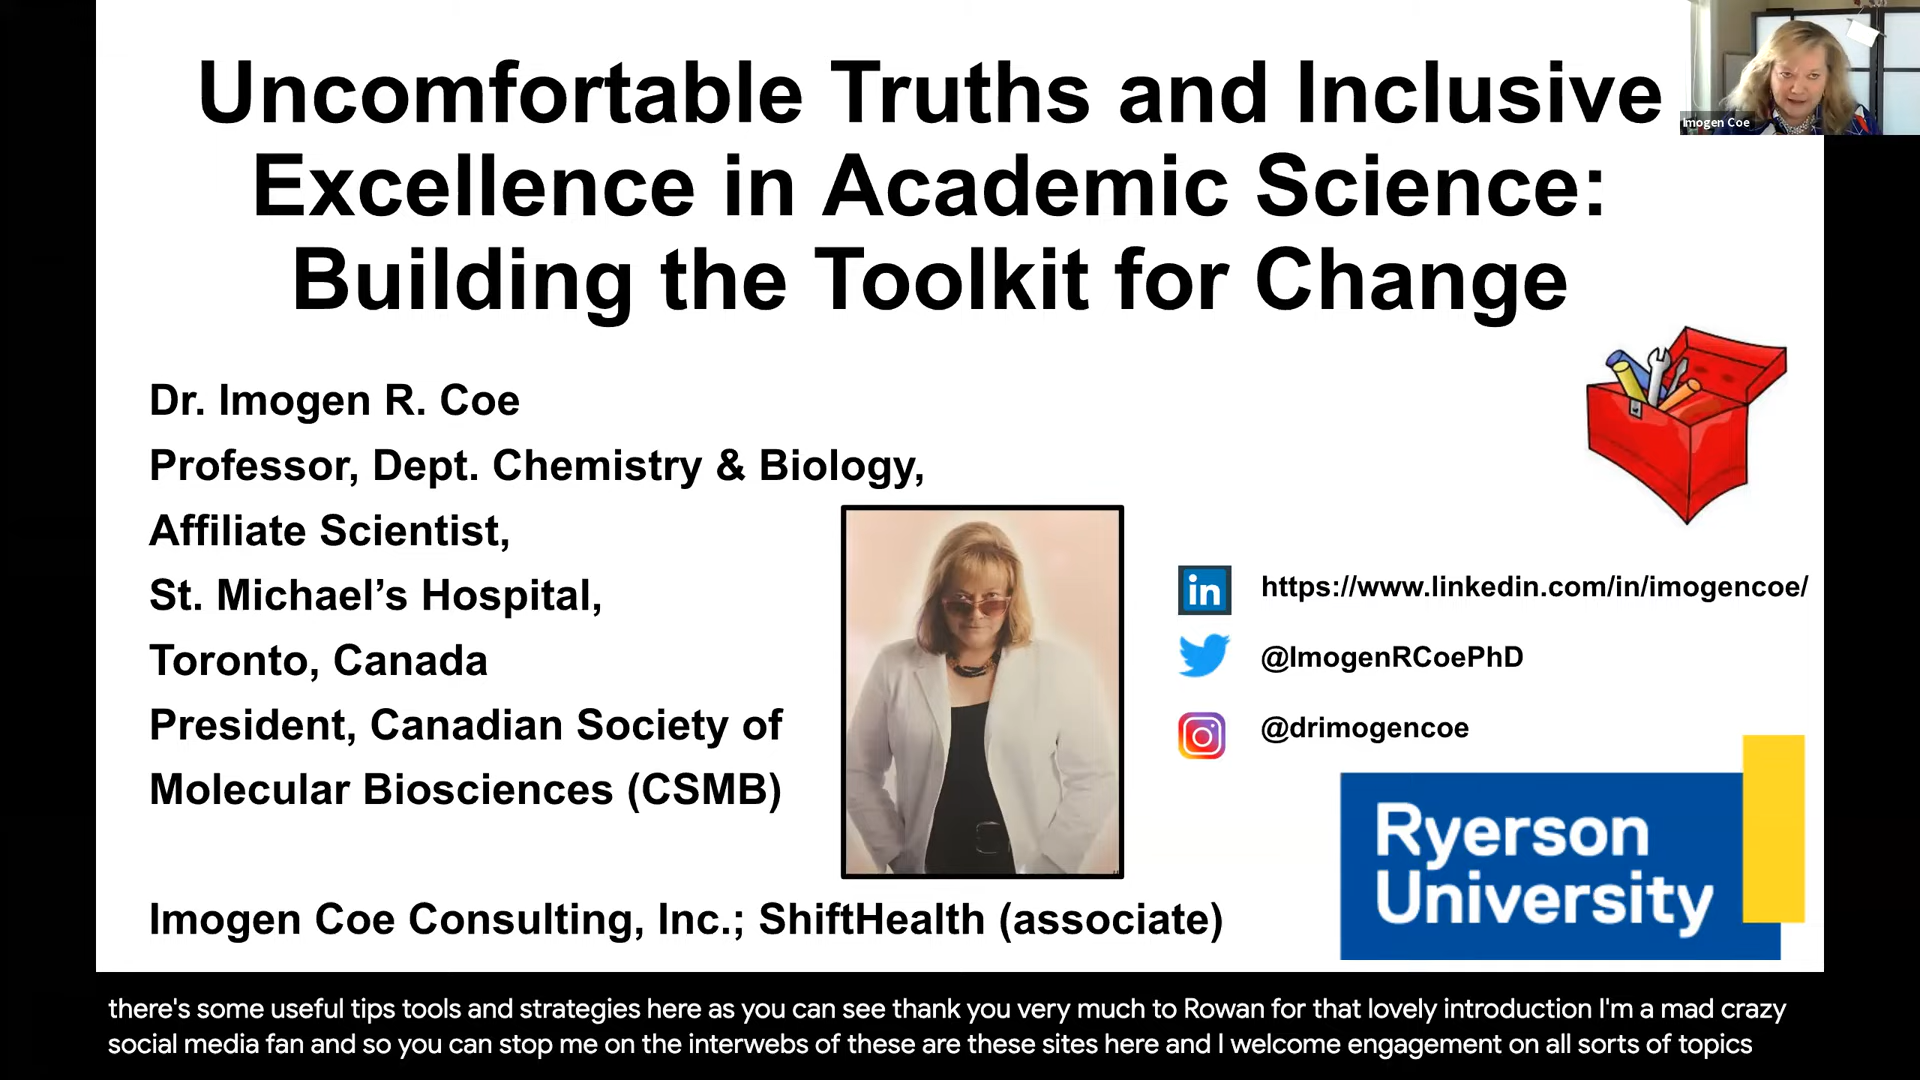 Uncomfortable Truths and Inclusive
Excellence in Academic Science:
Building the Toolkit for Change
Imogen Coe
Dr. Imogen R. Coe
Professor, Dept. Chemistry & Biology,
Affiliate Scientist,
St. Michael’s Hospital,
Toronto, Canada
President, Canadian Society of
Molecular Biosciences (CSMB)
Imogen Coe Consulting, Inc.; ShiftHealth (associate)
in
https://www.linkedin.com/in/imogencoe/
@ImogenRCoePhD
@drimogencoe
Ryerson
University
there's some useful tips tools and strategies here as you can see thank you very much to Rowan for that lovely introduction I'm a mad crazy
social media fan and so you can stop me on the interwebs of these are these sites here and I welcome engagement on all sorts of topics